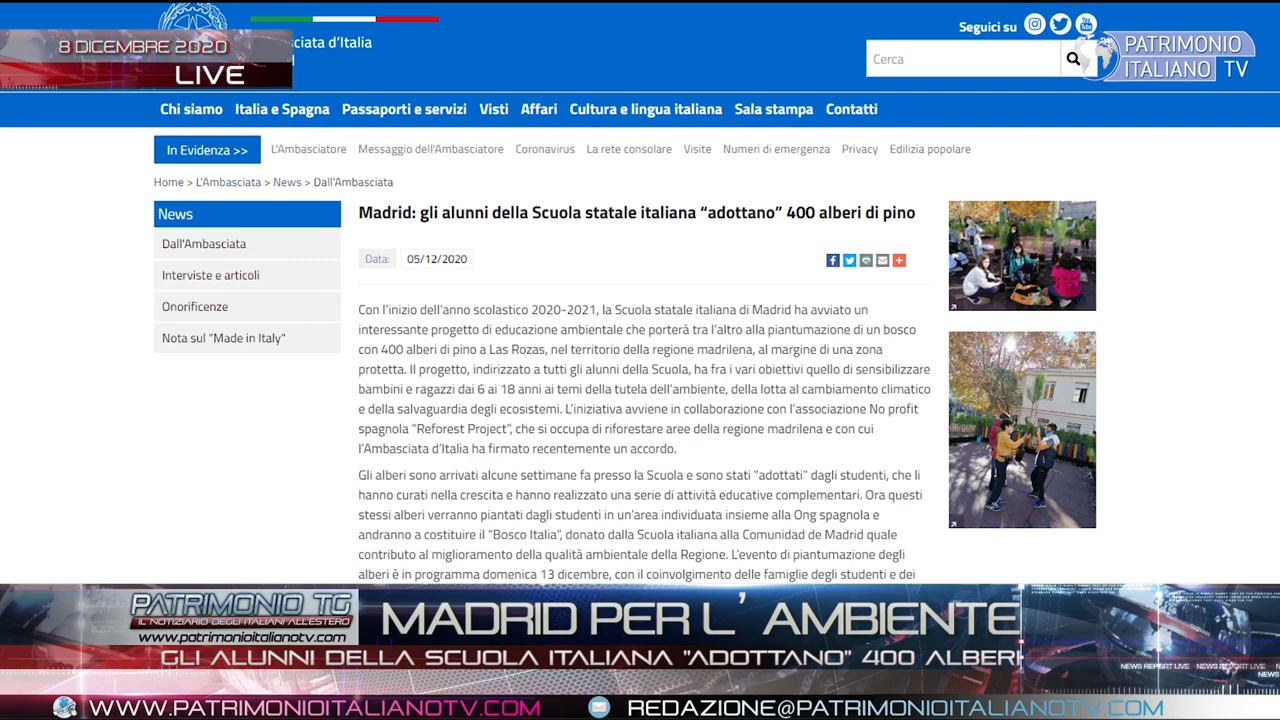 8 DICEMBRE 2020
LIVE
sciata d'Italia
Seguici su
You Tube
Cerca
PATRIMONIO
ITALIANO TV
Chi siamo Italia e Spagna Passaporti e servizi Visti Affari Cultura e lingua italiana Sala stampa Contatti
In Evidenza >> L'Ambasciatore Messaggio dell'Ambasciatore Coronavirus La rete consolare Visite Numeri di emergenza Privacy Edilizia popolare
Home > L'Ambasciata > News > Dall'Ambasciata
News
Dall'Ambasciata
Interviste e articoli
Onorificenze
Nota sul "Made in Italy"
Madrid: gli alunni della Scuola statale italiana “adottano” 400 alberi di pino
Data: 05/12/2020
Con l’inizio dell’anno scolastico 2020-2021, la Scuola statale italiana di Madrid ha avviato un
interessante progetto di educazione ambientale che porterà tra l’altro alla piantumazione di un bosco
con 400 alberi di pino a Las Rozas, nel territorio della regione madrilena, al margine di una zona
protetta. Il progetto, indirizzato a tutti gli alunni della Scuola, ha fra i vari obiettivi quello di sensibilizzare
bambini e ragazzi dai 6 ai 18 anni ai temi della tutela dell’ambiente, della lotta al cambiamento climatico
e della salvaguardia degli ecosistemi. L’iniziativa avviene in collaborazione con l’associazione No profit
spagnola “Reforest Project”, che si occupa di riforestare aree della regione madrilena e con cui
l’Ambasciata d’Italia ha firmato recentemente un accordo.
Gli alberi sono arrivati alcune settimane fa presso la Scuola e sono stati "adottati" dagli studenti, che li
hanno curati nella crescita e hanno realizzato una serie di attività educative complementari. Ora questi
stessi alberi verranno piantati dagli studenti in un’area individuata insieme alla Ong spagnola e
andranno a costituire il “Bosco Italia”, donato dalla Scuola italiana alla Comunidad de Madrid quale
contributo al miglioramento della qualità ambientale della Regione. L’evento di piantumazione degli
alberi è in programma domenica 13 dicembre, con il coinvolgimento delle famiglie degli studenti e dei
PATRIMONIO TG
IL NOTIZIARIO DEGLI ITALIANI ALL'ESTERO
www.patrimonioitalianotv.com
MADRID PER L' AMBIENTE
GLI ALUNNI DELLA SCUOLA ITALIANA "ADOTTANO" 400 ALBERI
NEWS REPORT LIVE NEWS REPORT LIVE
NEWS
WWW.PATRIMONIOITALIANOTV.COM REDAZIONE@PATRIMONIOITALIANOTV.COM